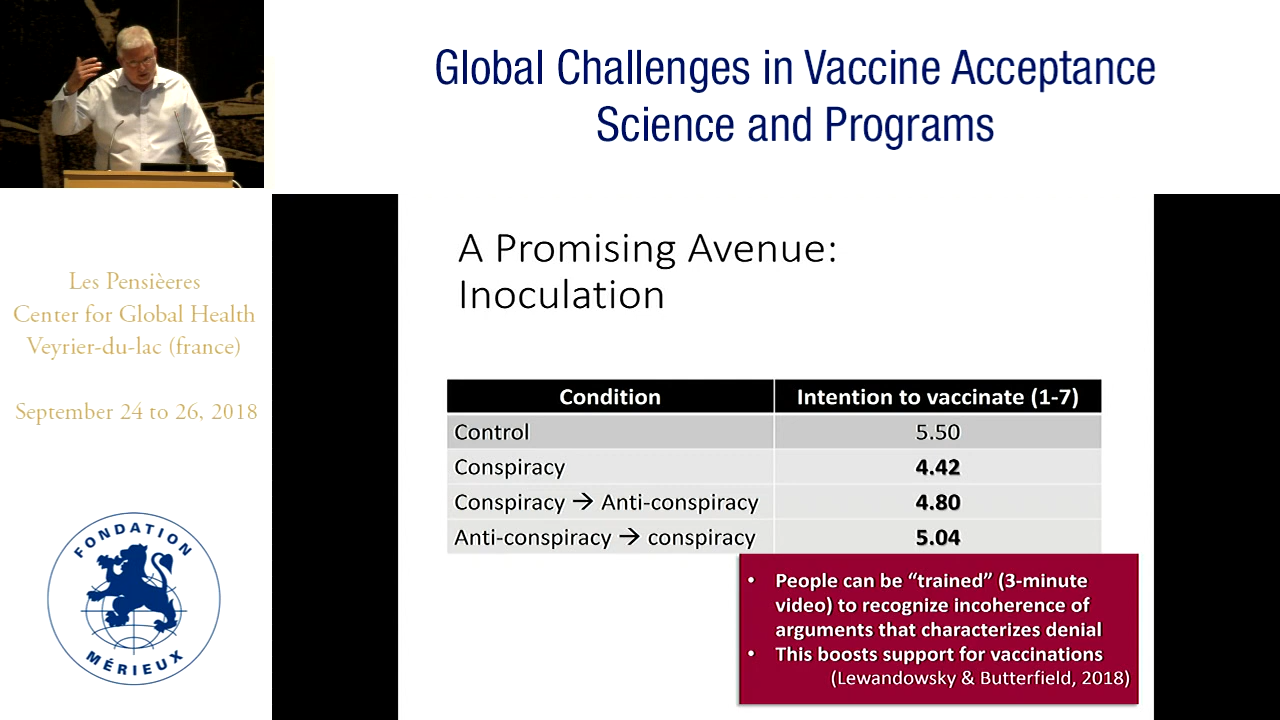 Global Challenges in Vaccine Acceptance
Science and Programs
Les Pensièeres
Center for Global Health
Veyrier-du-lac (france)
September 24 to 26, 2018
FONDATION
MÉRIEUX
A Promising Avenue:
Inoculation
Condition Intention to vaccinate (1-7)
Control 5.50
Conspiracy 4.42
Conspiracy → Anti-conspiracy 4.80
Anti-conspiracy → conspiracy 5.04
• People can be “trained” (3-minute
video) to recognize incoherence of
arguments that characterizes denial
• This boosts support for vaccinations
(Lewandowsky & Butterfield, 2018)